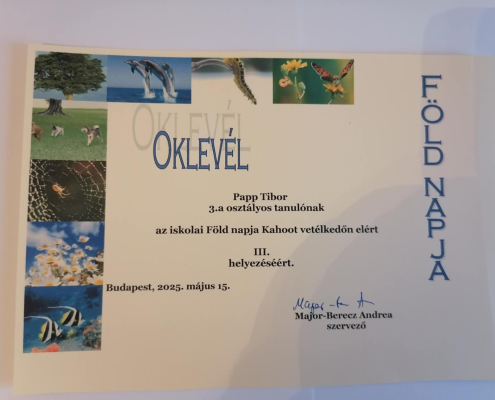 OKLEVÉL
FÖLD NAPJA
Papp Tibor
3.a osztályos tanulónak
az iskolai Föld napja Kahoot vetélkedőn elért
III.
helyezéséért.
Budapest, 2025. május 15.
Major-Berecz Andrea
szervező